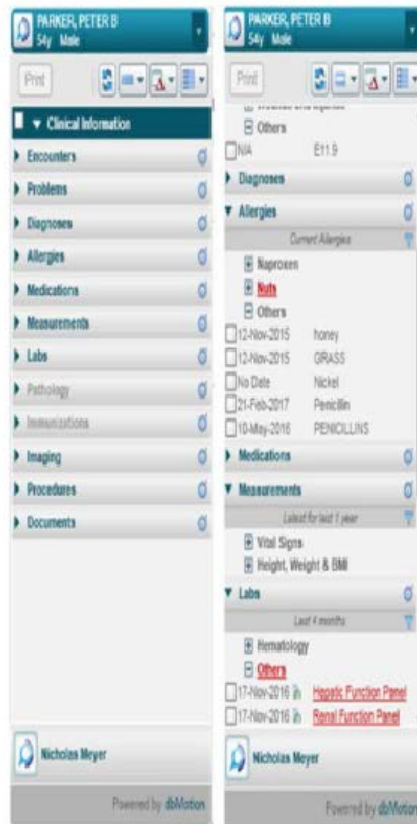 PARKER, PETER B
54y Male
Print
Clinical Information
Encounters
Problems
Diagnoses
Allergies
Medications
Measurements
Labs
Pathology
Immunizations
Imaging
Procedures
Documents
Nicholas Meyer
Powered by dbMotion
PARKER, PETER B
54y Male
Print
Others
N/A E11.9
Diagnoses
Allergies
Current Allergies
Naproxen
Nuts
Others
12-Nov-2015 honey
12-Nov-2015 GRASS
No Date Nickel
21-Feb-2017 Penicillin
10-May-2016 PENICILLINS
Medications
Measurements
Latest for last 1 year
Vital Signs
Height, Weight & BMI
Labs
Last 4 months
Hematology
Others
17-Nov-2016 Hepatic Function Panel
17-Nov-2016 Renal Function Panel
Nicholas Meyer
Powered by dbMotion